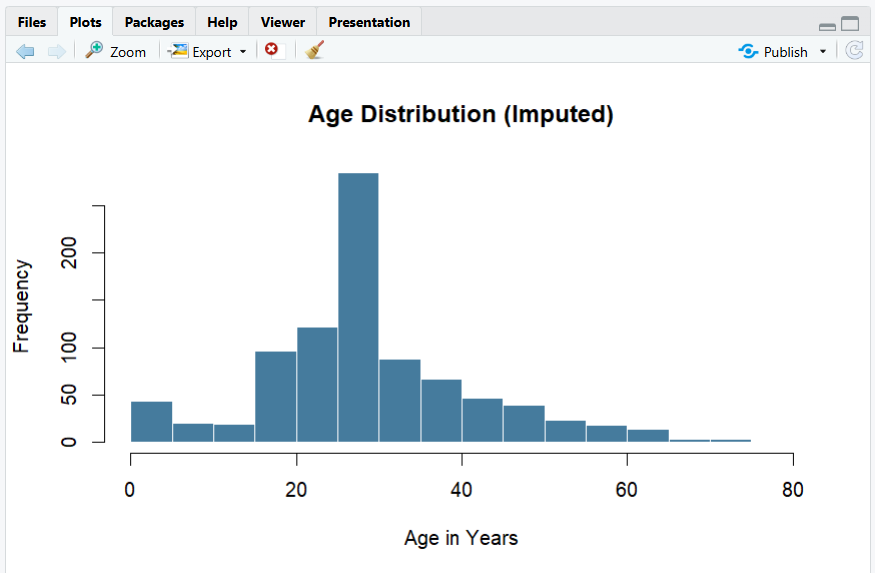 Files Plots Packages Help Viewer Presentation
Zoom Export Publish
Age Distribution (Imputed)
Frequency
200
100
50
0
0 20 40 60 80
Age in Years